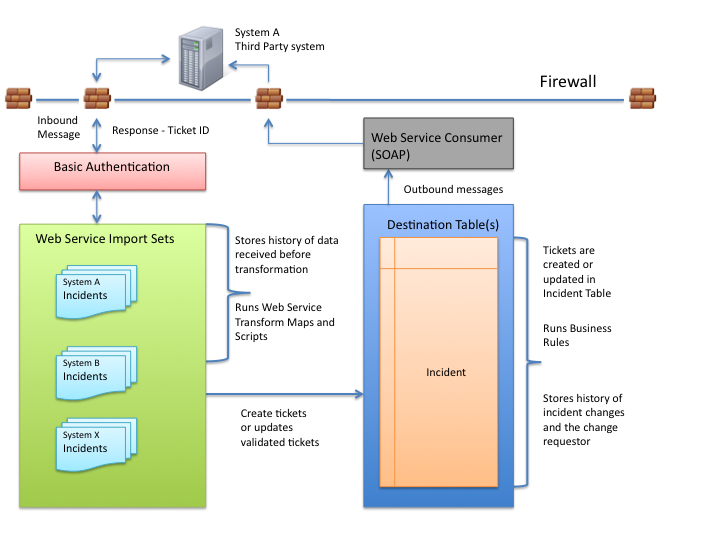 System A
Third Party system
Firewall
Inbound
Message
Response - Ticket ID
Basic Authentication
Web Service Consumer
(SOAP)
Outbound messages
Web Service Import Sets
System A
Incidents
System B
Incidents
System X
Incidents
Stores history of data
received before
transformation
Runs Web Service
Transform Maps and
Scripts
Create tickets
or updates
validated tickets
Destination Table(s)
Incident
Tickets are
created or
updated in
Incident Table
Runs Business
Rules
Stores history of
incident changes
and the change
requestor